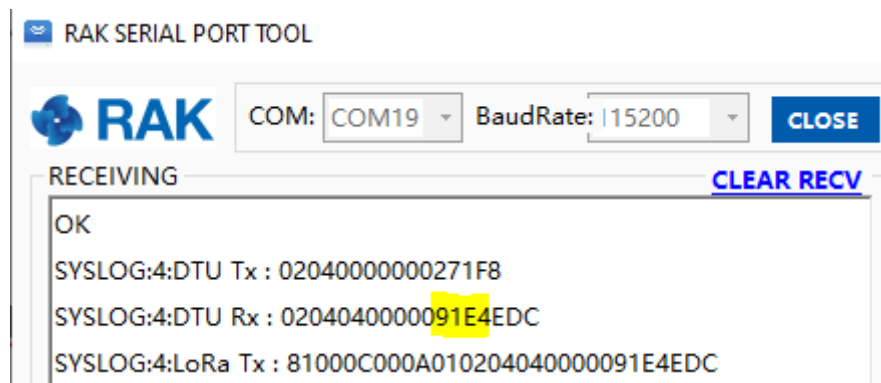 RAK SERIAL PORT TOOL
RAK COM: COM19 BaudRate: 115200 CLOSE
RECEIVING CLEAR RECV
OK
SYSLOG:4:DTU Tx : 02040000000271F8
SYSLOG:4:DTU Rx : 0204040000091E4EDC
SYSLOG:4:LoRa Tx : 81000C000A010204040000091E4EDC